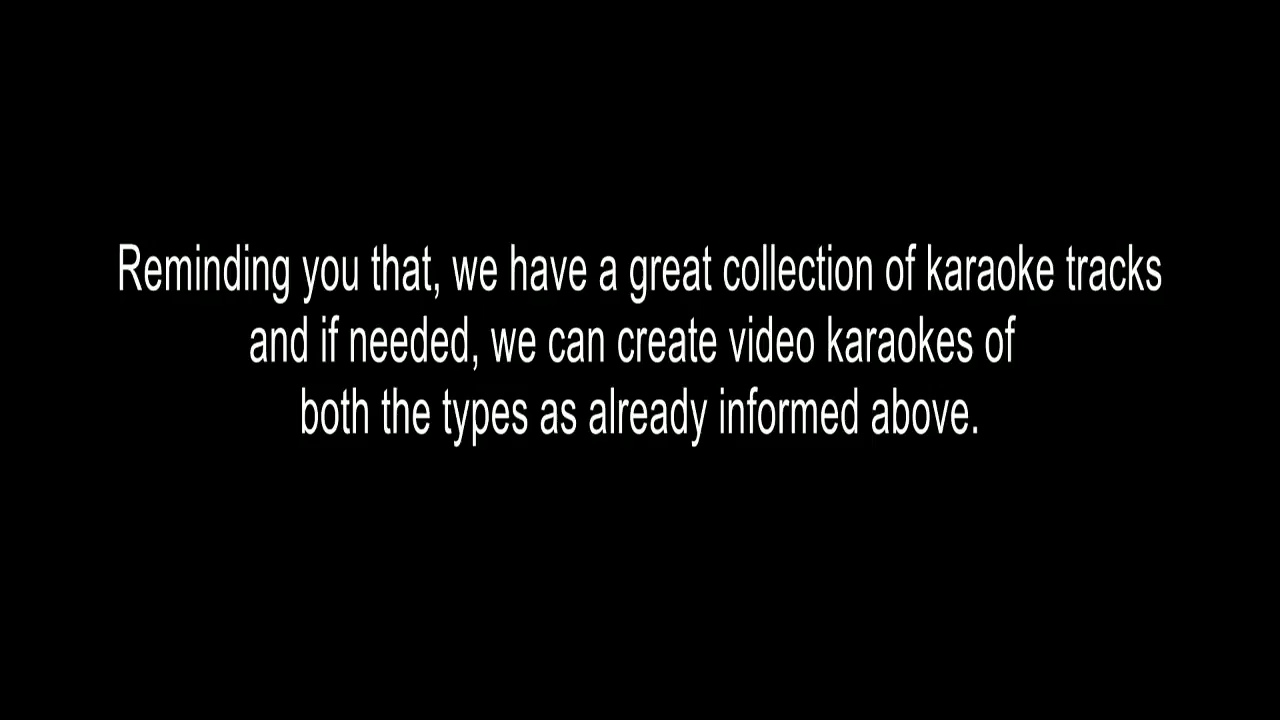 Reminding you that, we have a great collection of karaoke tracks
and if needed, we can create video karaokes of
both the types as already informed above.